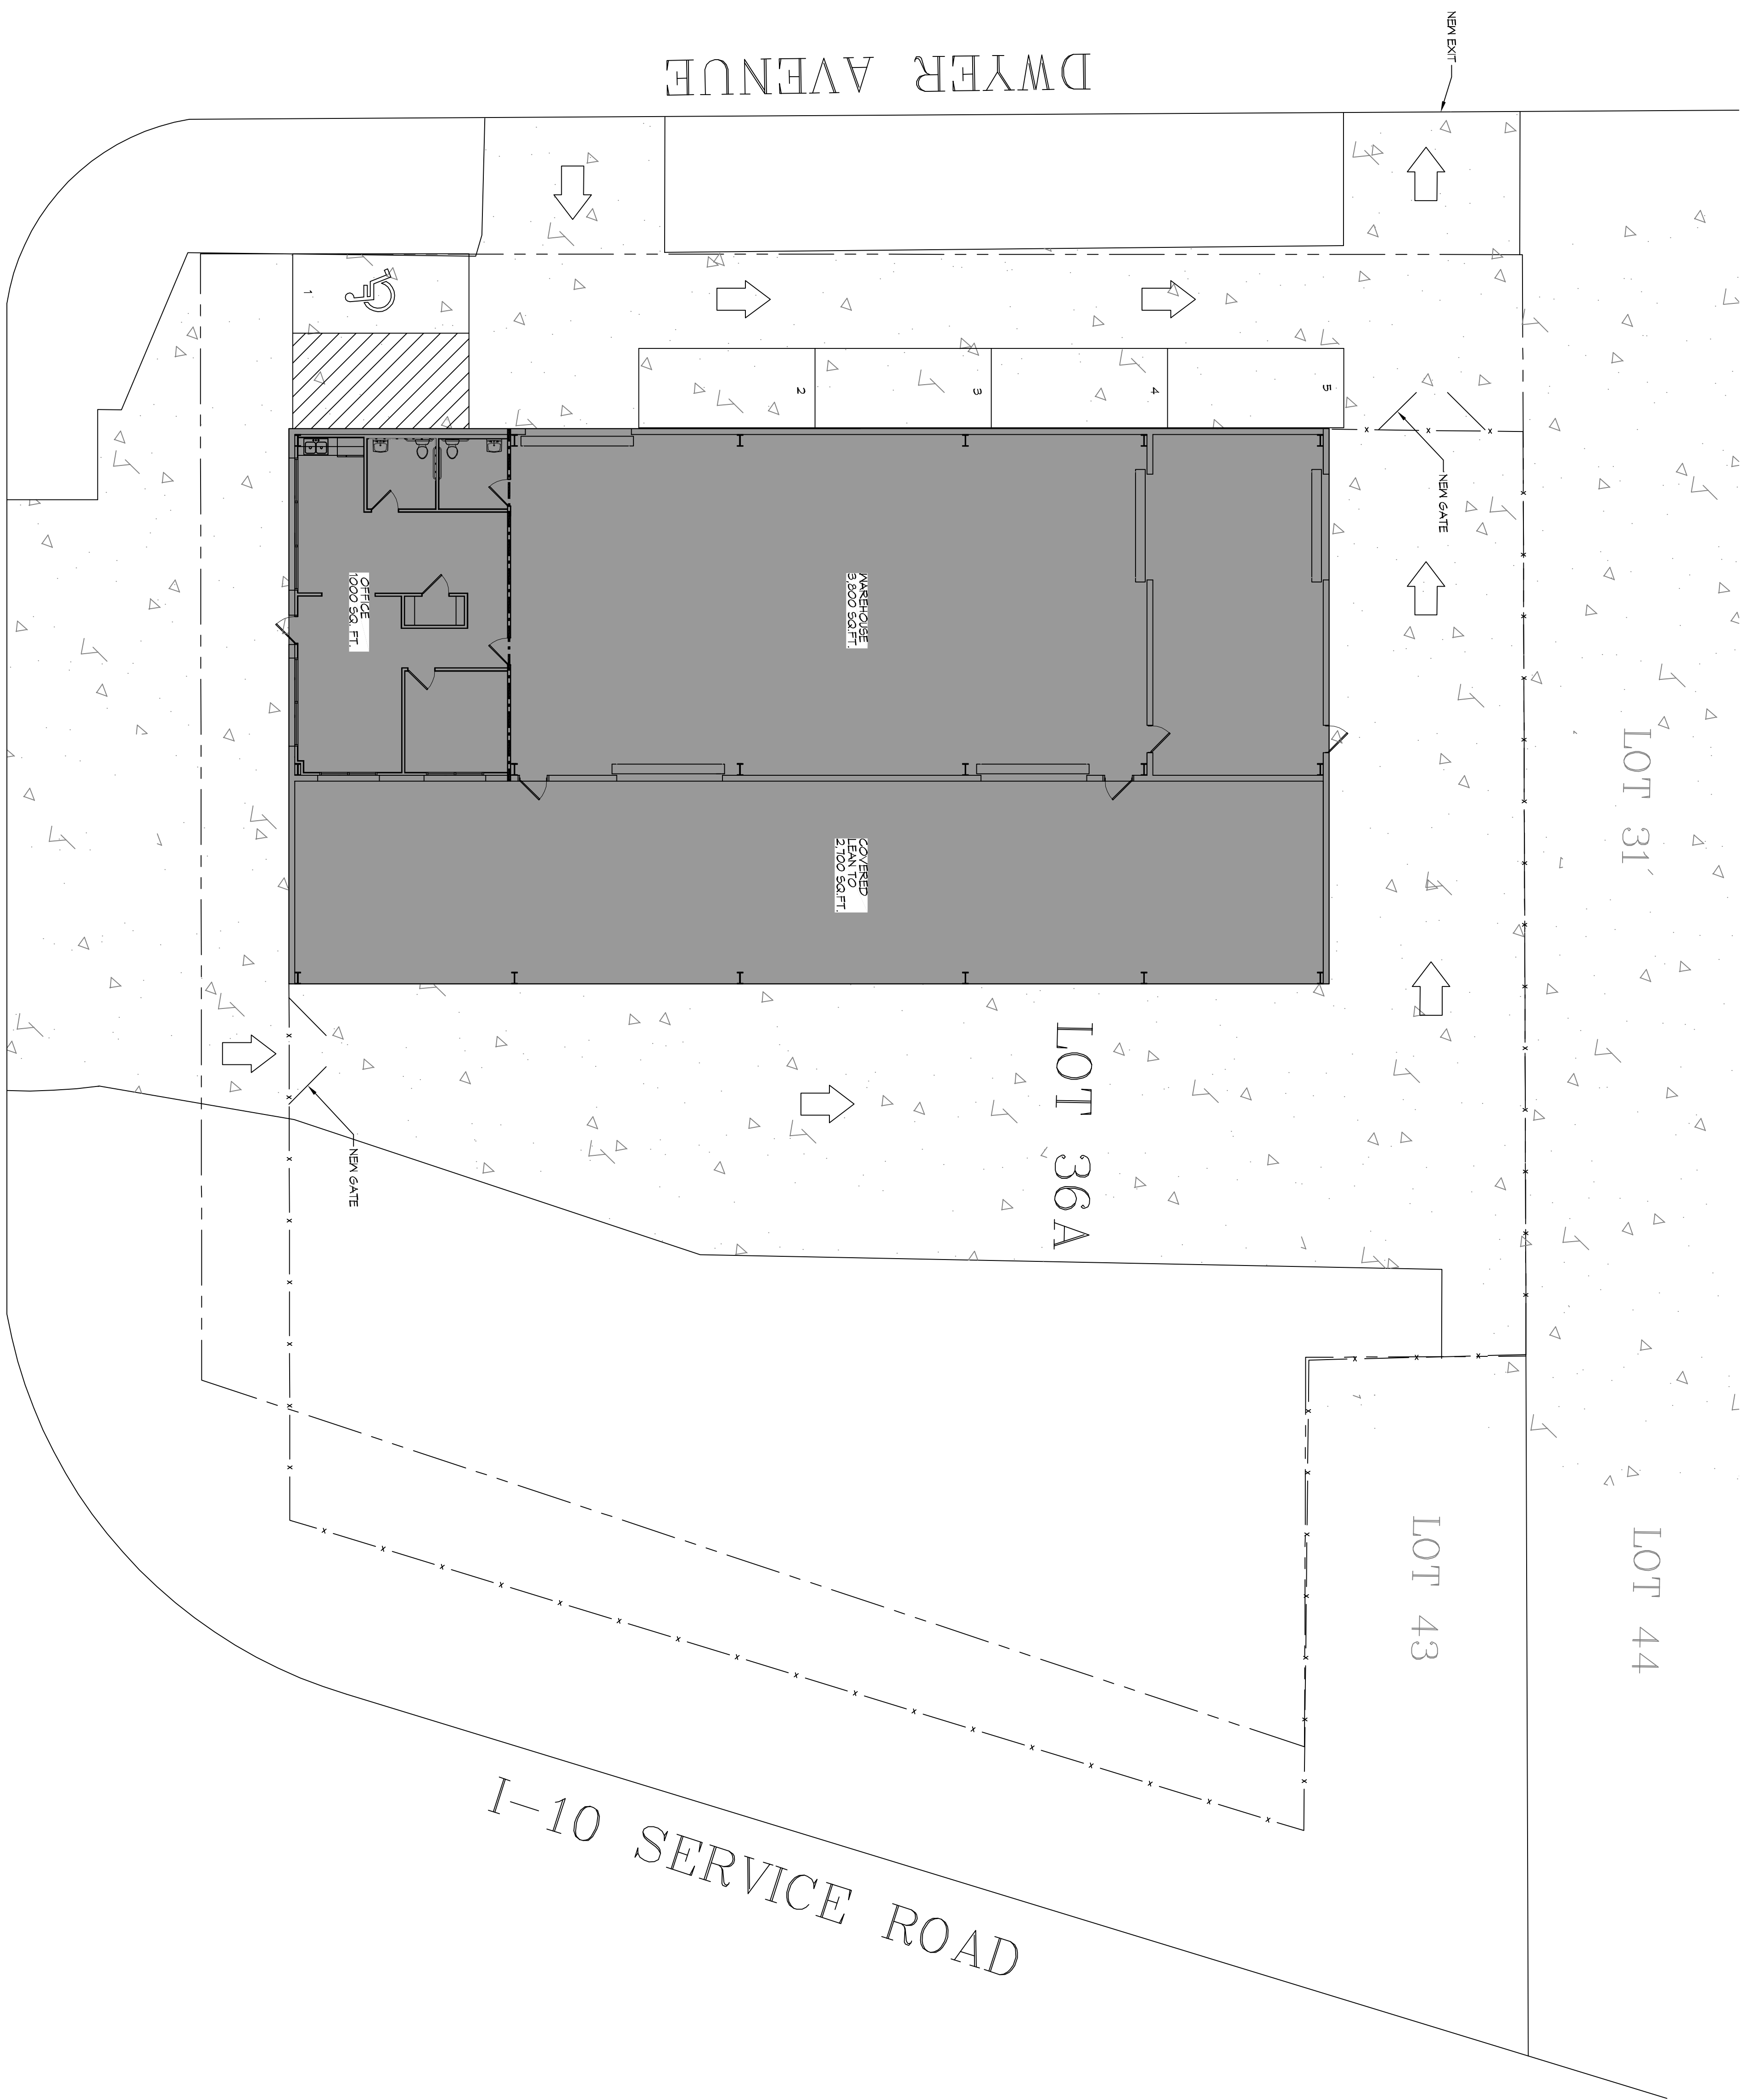 NEW EXIT
DWYER AVENUE
1
2
3
4
5
NEW GATE
OFFICE
1000 SQ. FT.
WAREHOUSE
3,800 SQ.FT.
LOT 31
COVERED
LEAN TO
2,700 SQ.FT.
LOT 36A
NEW GATE
LOT 43
LOT 44
I-10 SERVICE ROAD